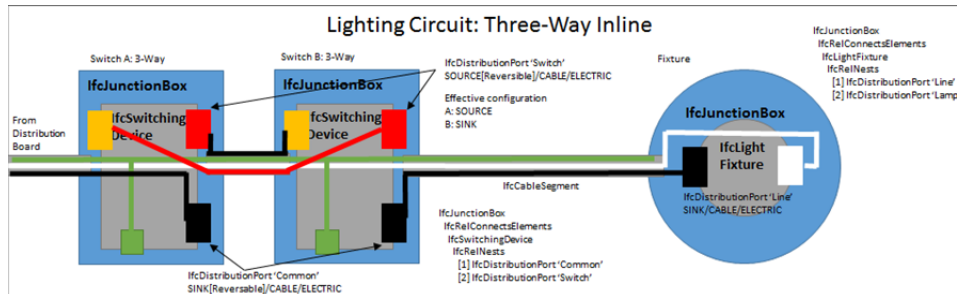 Lighting Circuit: Three-Way Inline
Switch A: 3-Way
IfcJunctionBox
IfcSwitching
Device
Switch B: 3-Way
IfcJunctionBox
IfcSwitching
Device
IfcDistributionPort 'Switch'
SOURCE[Reversible]/CABLE/ELECTRIC
Effective configuration
A: SOURCE
B: SINK
Fixture
IfcJunctionBox
IfcLight
Fixture
IfcJunctionBox
IfcRelConnectsElements
IfcLightFixture
IfcRelNests
[1] IfcDistributionPort 'Line'
[2] IfcDistributionPort 'Lamp
From
Distribution
Board
IfcCableSegment
IfcDistributionPort 'Line'
SINK/CABLE/ELECTRIC
IfcJunctionBox
IfcRelConnectsElements
IfcSwitchingDevice
IfcRelNests
[1] IfcDistributionPort 'Common'
[2] IfcDistributionPort 'Switch'
IfcDistributionPort 'Common'
SINK[Reversable]/CABLE/ELECTRIC